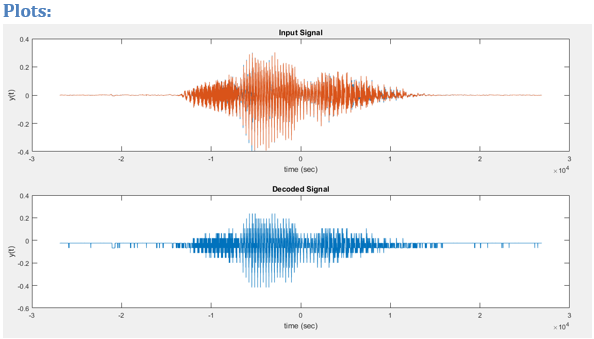 Plots:
Input Signal
0.4
0.2
0
-0.2
-0.4
y(t)
-3 -2 -1 0 1 2 3
time (sec)
× 10⁴
Decoded Signal
0.4
0.2
0
-0.2
-0.4
-0.6
y(t)
-3 -2 -1 0 1 2 3
time (sec)
× 10⁴